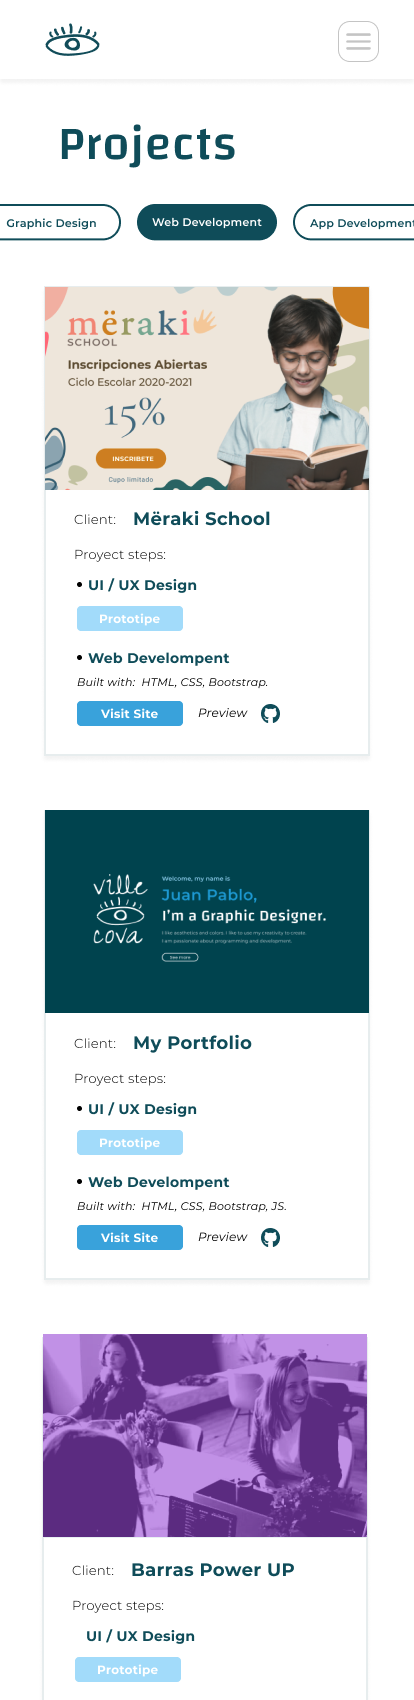 Projects
Graphic Design
Web Development
App Development
mëraki
SCHOOL
Inscripciones Abiertas
Ciclo Escolar 2020-2021
15%
INSCRIBETE
Cupo limitado
Client: Mëraki School
Proyect steps:
• UI / UX Design
Prototipe
• Web Develompent
Built with: HTML, CSS, Bootstrap.
Visit Site Preview
ville
cova
Welcome, my name is
Juan Pablo,
I'm a Graphic Designer.
I like aesthetics and colors. I like to use my creativity to create.
I am passionate about programming and development.
See more
Client: My Portfolio
Proyect steps:
• UI / UX Design
Prototipe
• Web Develompent
Built with: HTML, CSS, Bootstrap, JS.
Visit Site Preview
Client: Barras Power UP
Proyect steps:
UI / UX Design
Prototipe